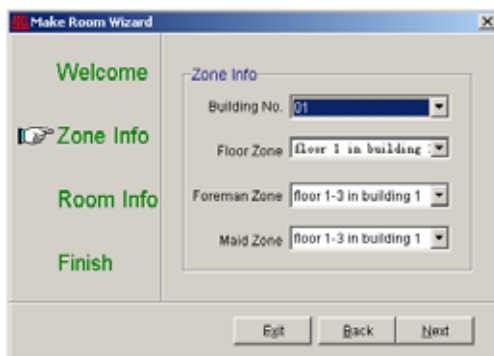 Make Room Wizard
Welcome
Zone Info
Room Info
Finish
Zone Info
Building No. 01
Floor Zone floor 1 in building
Foreman Zone floor 1-3 in building 1
Maid Zone floor 1-3 in building 1
Exit Back Next